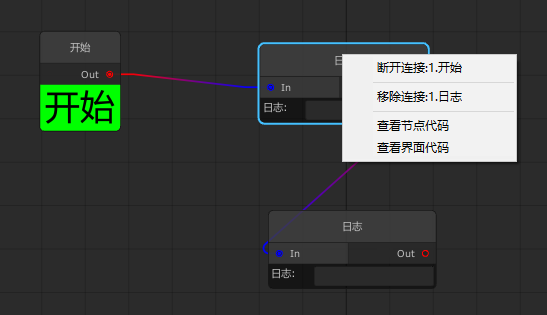 开始
Out
开始
日
In
日志:
断开连接:1.开始
移除连接:1.日志
查看节点代码
查看界面代码
日志
In
Out
日志: